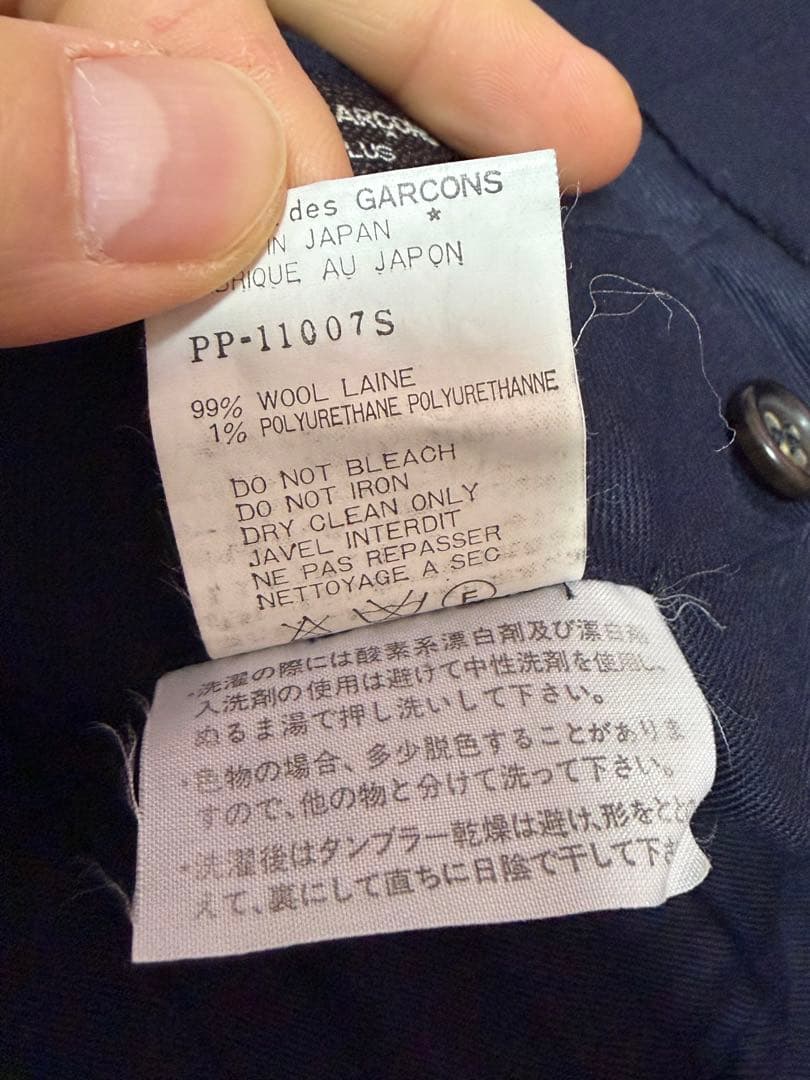 ARÇON
LUS
des GARCONS
IN JAPAN *
BRIQUE AU JAPON
PP-11007S
99% WOOL LAINE
1% POLYURETHANE POLYURETHANNE
DO NOT BLEACH
DO NOT IRON
DRY CLEAN ONLY
JAVEL INTERDIT
NE PAS REPASSER
NETTOYAGE A SEC
F
・洗濯の際には酸素系漂白剤及び漂白剤
入洗剤の使用は避けて中性洗剤を使用し、
ぬるま湯で押し洗いして下さい。
・色物の場合、多少脱色することがありま
すので、他の物と分けて洗って下さい。
・洗濯後はタンブラー乾燥は避け、形をとと
えて、裏にして直ちに日陰で干して下さ